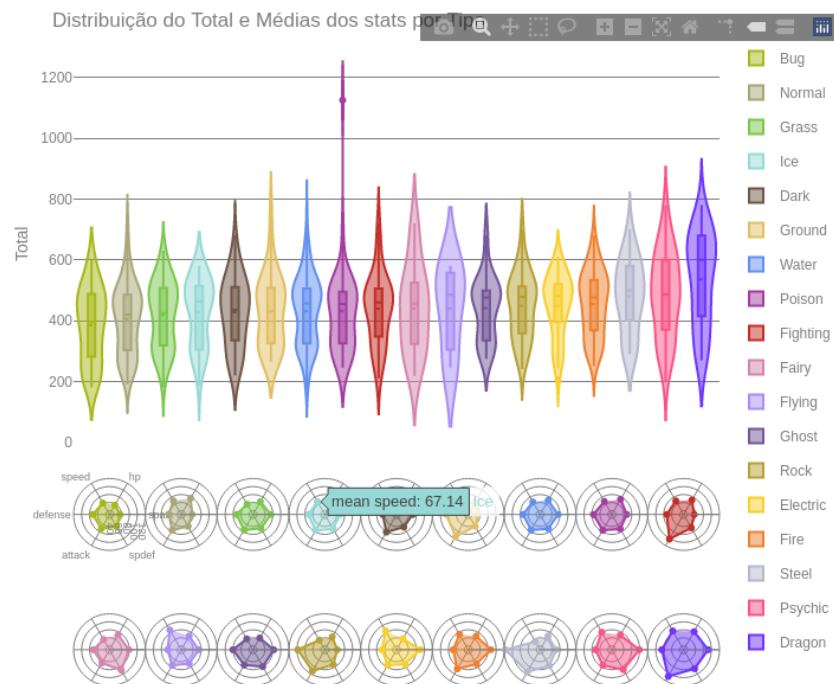 Distribuição do Total e Médias dos stats por Tipo
1200
1000
800
600
400
200
0
Total
Bug
Normal
Grass
Ice
Dark
Ground
Water
Poison
Fighting
Fairy
Flying
Ghost
Rock
Electric
Fire
Steel
Psychic
Dragon
speed
hp
defense
spatk
attack
spdef
mean speed: 67.14
Ice